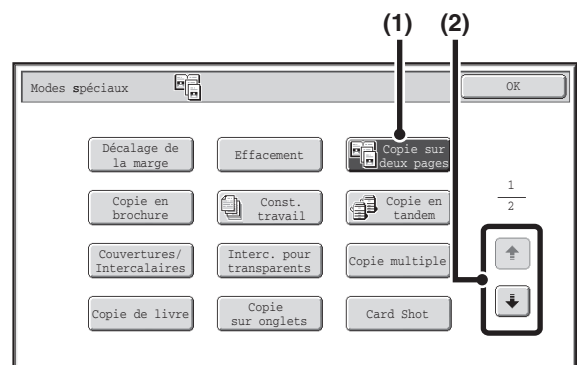 (1) (2)
Modes spéciaux
OK
Décalage de
la marge
Effacement
Copie sur
deux pages
1
2
Copie en
brochure
Const.
travail
Copie en
tandem
Couvertures/
Intercalaires
Interc. pour
transparents
Copie multiple
Copie de livre
Copie
sur onglets
Card Shot